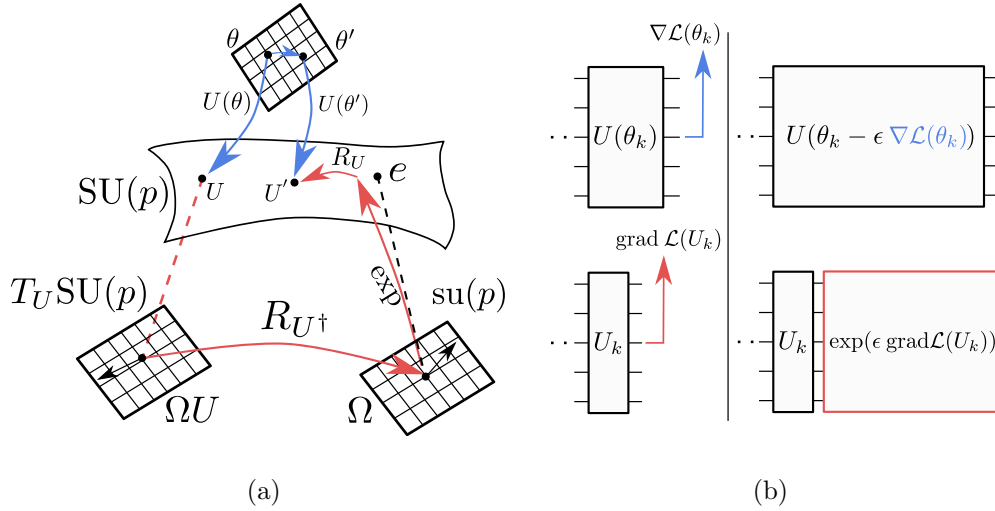 θ
θ′
U(θ)
U(θ′)
SU(p)
U
U′
R_U
e
T_U SU(p)
exp
su(p)
R_{U†}
ΩU
Ω
(a)
∇ℒ(θ_k)
· · U(θ_k)
· · U(θ_k − ϵ ∇ℒ(θ_k))
grad ℒ(U_k)
· · U_k
· · U_k exp(ϵ gradℒ(U_k))
(b)